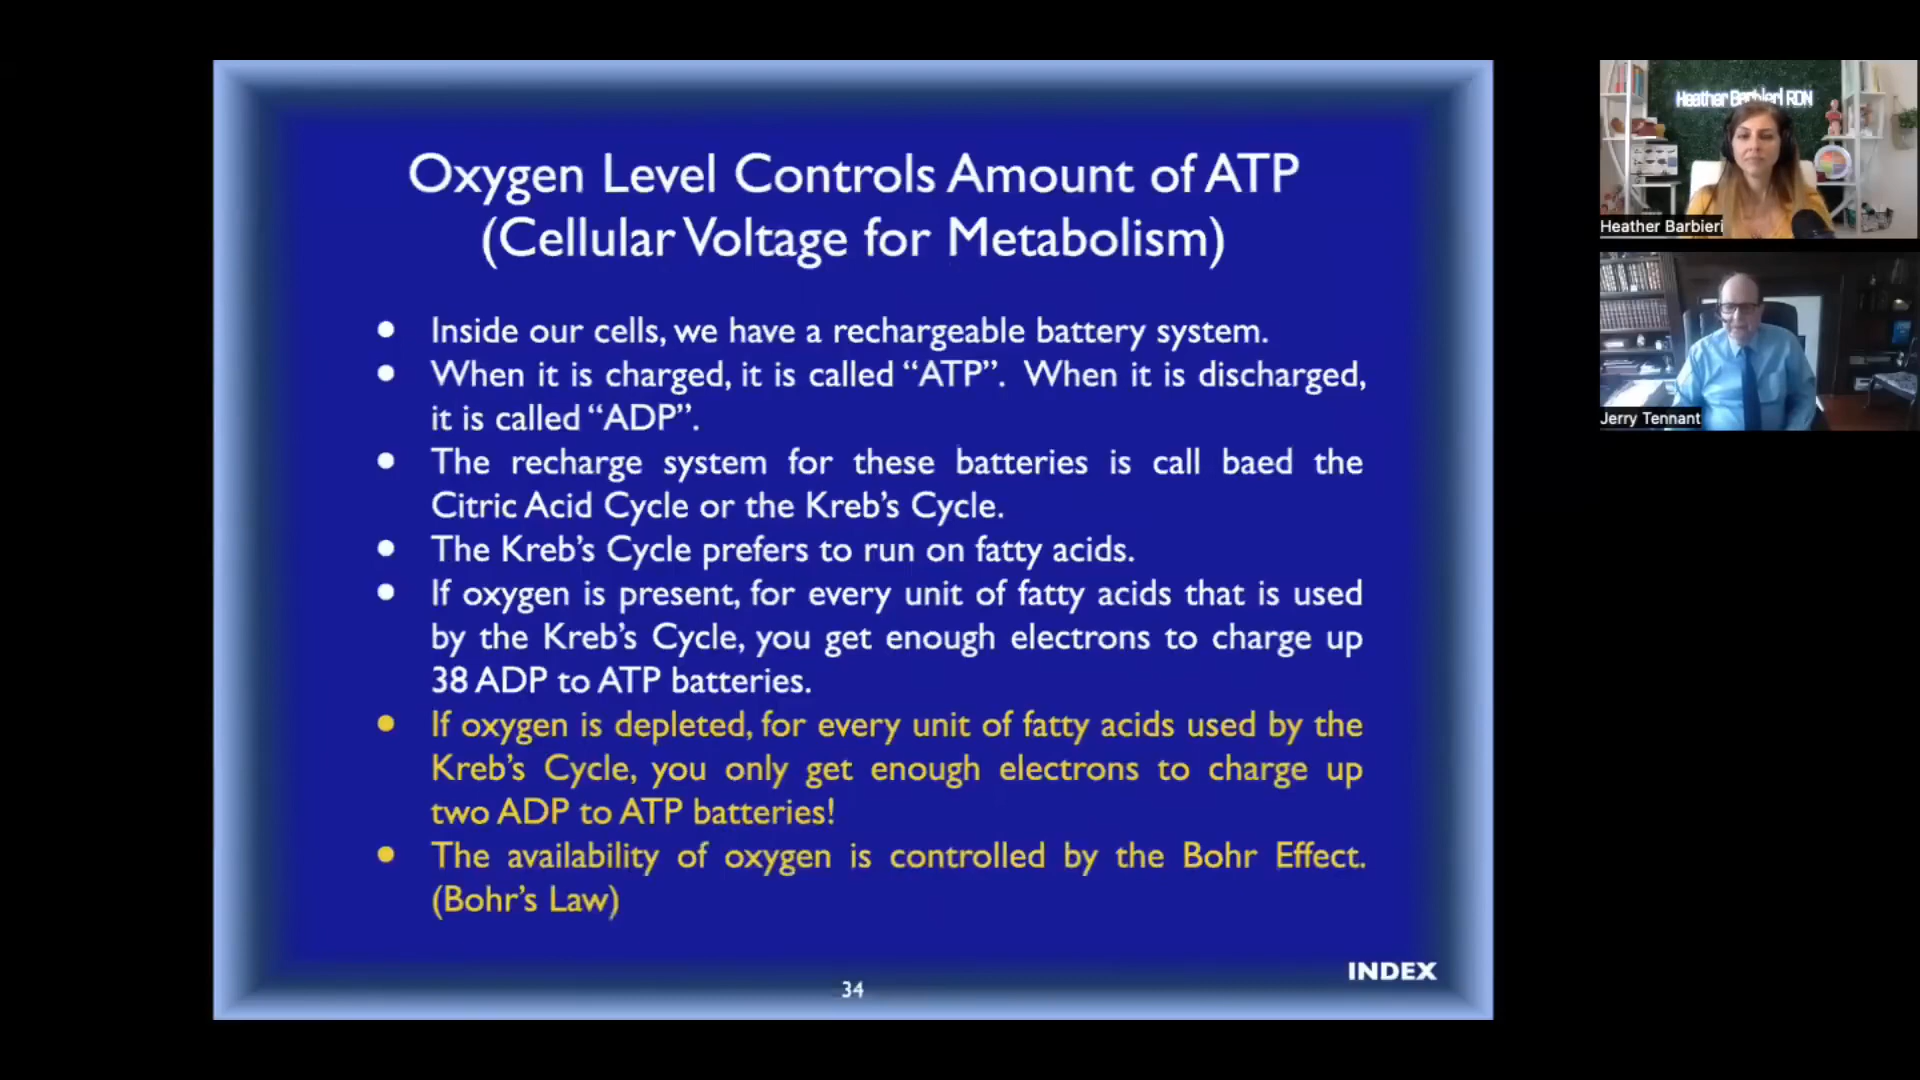 Oxygen Level Controls Amount of ATP
(Cellular Voltage for Metabolism)
• Inside our cells, we have a rechargeable battery system.
• When it is charged, it is called “ATP”. When it is discharged,
it is called “ADP”.
• The recharge system for these batteries is call baed the
Citric Acid Cycle or the Kreb’s Cycle.
• The Kreb’s Cycle prefers to run on fatty acids.
• If oxygen is present, for every unit of fatty acids that is used
by the Kreb’s Cycle, you get enough electrons to charge up
38 ADP to ATP batteries.
• If oxygen is depleted, for every unit of fatty acids used by the
Kreb’s Cycle, you only get enough electrons to charge up
two ADP to ATP batteries!
• The availability of oxygen is controlled by the Bohr Effect.
(Bohr’s Law)
INDEX
34
Heather Barbieri RDN
Heather Barbieri
Jerry Tennant